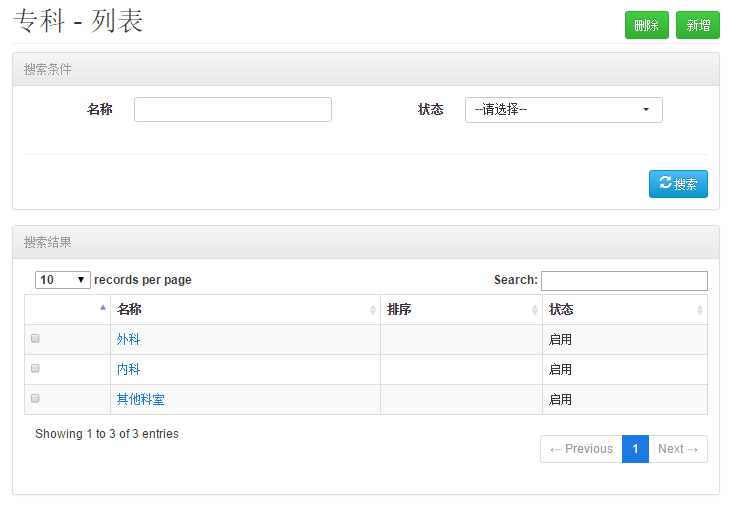 专科 - 列表
删除 新增
搜索条件
名称 状态 --请选择--
搜索
搜索结果
10 records per page Search:
名称 排序 状态
外科 启用
内科 启用
其他科室 启用
Showing 1 to 3 of 3 entries
← Previous 1 Next →